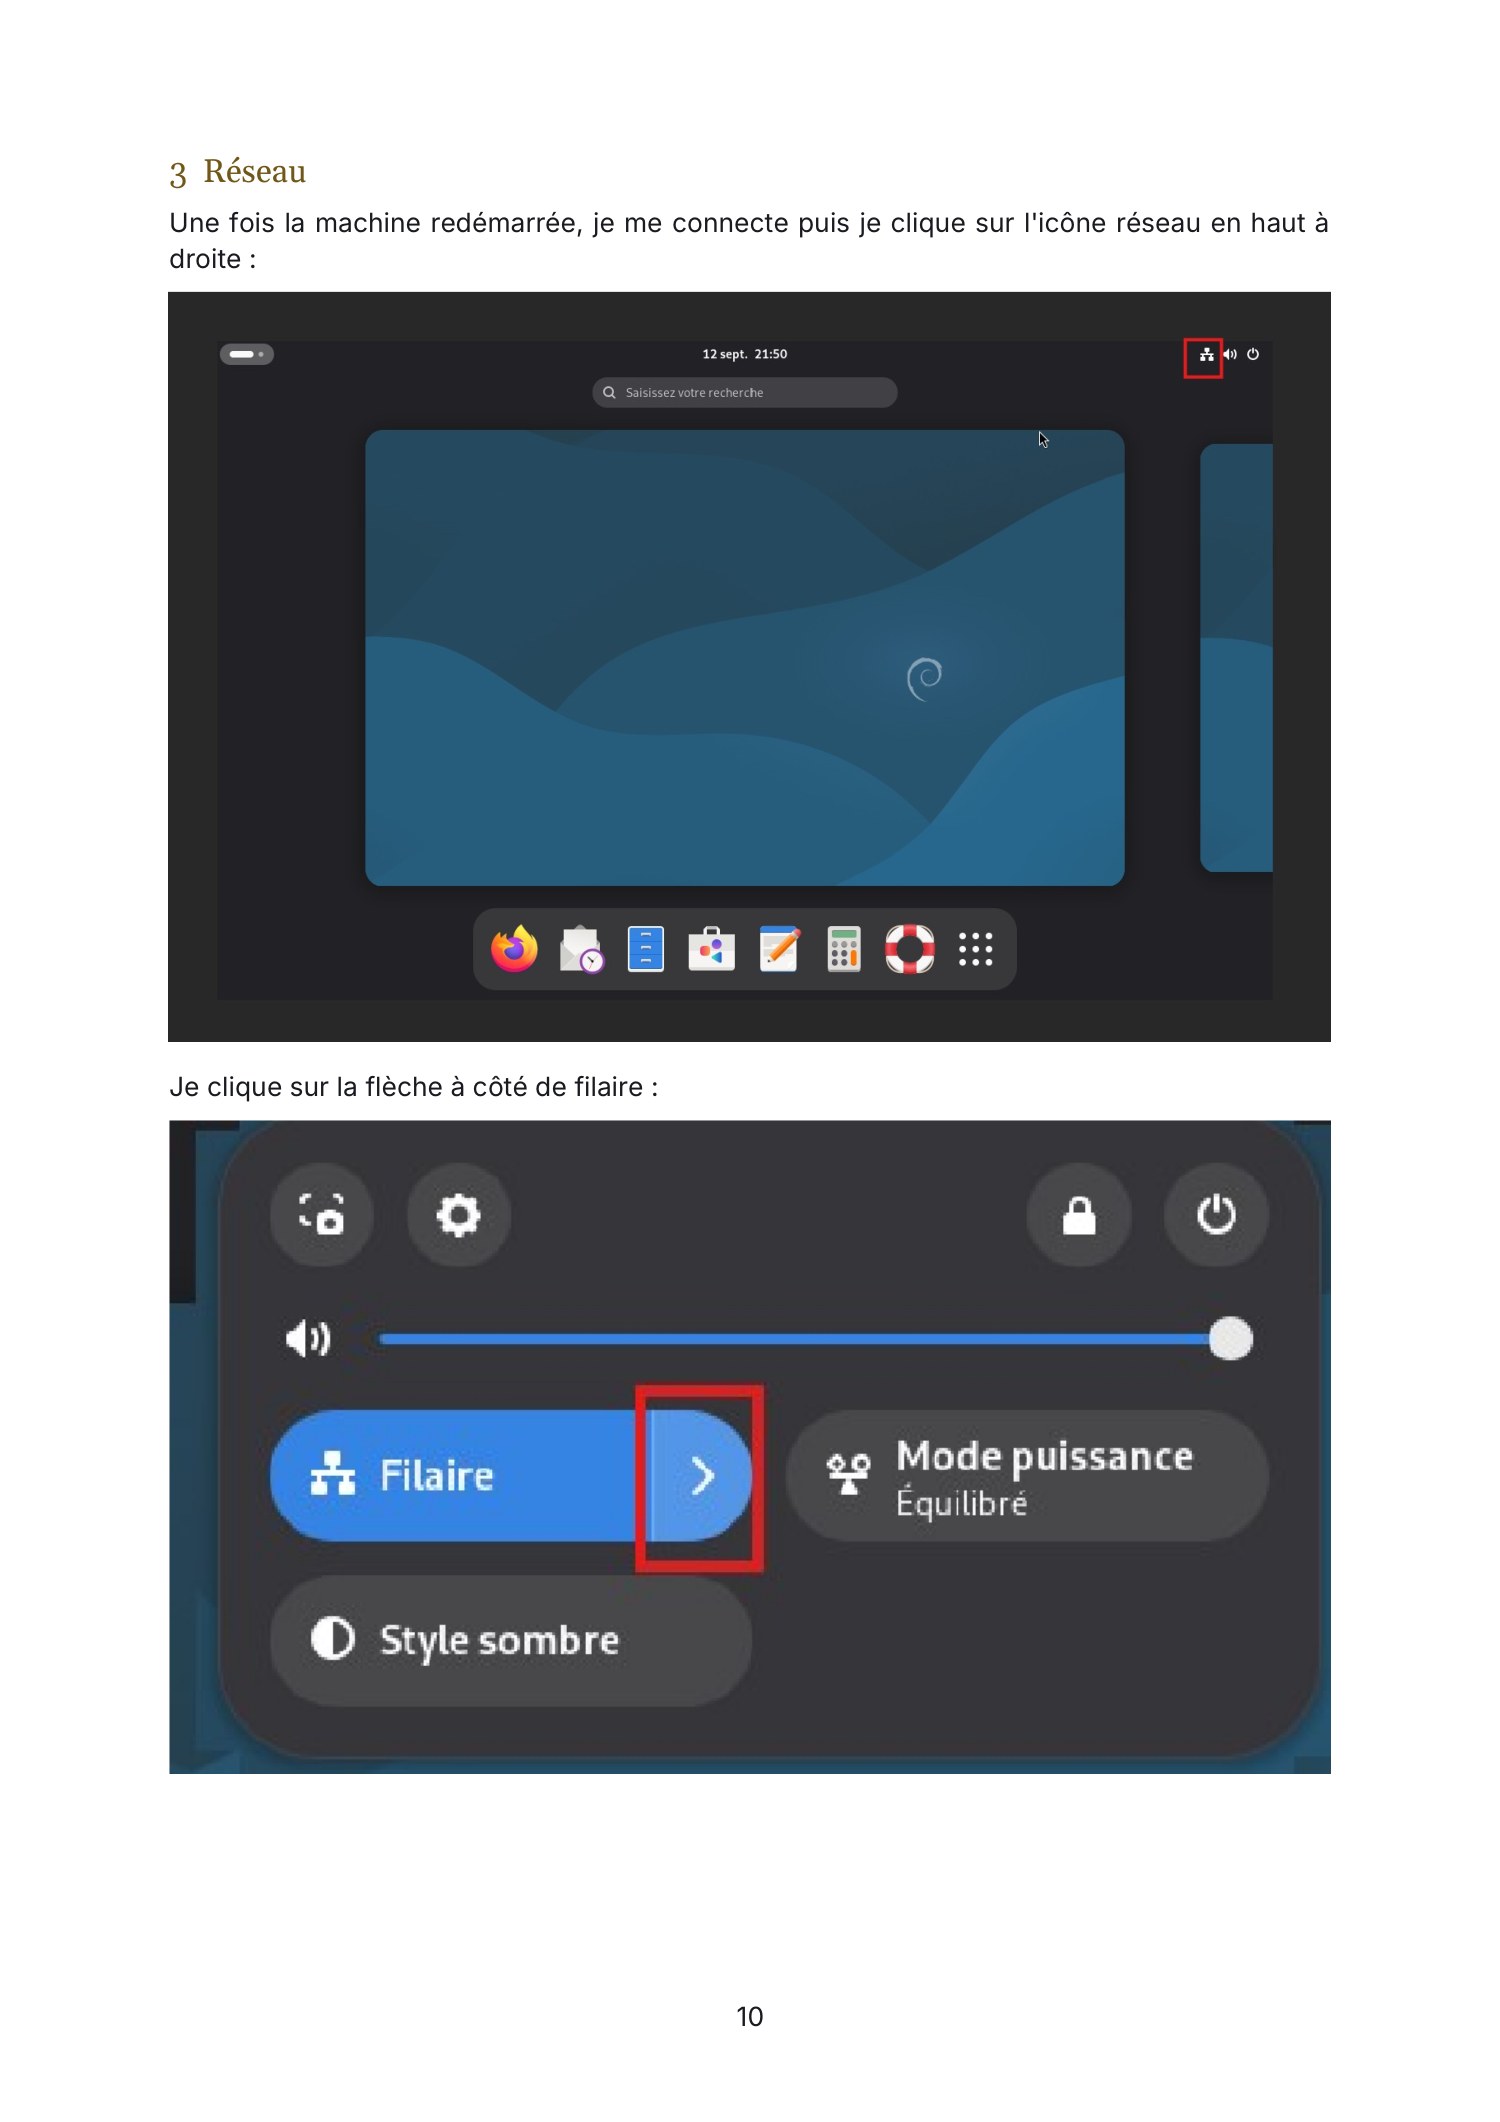 3 Réseau
Une fois la machine redémarrée, je me connecte puis je clique sur l'icône réseau en haut à
droite :
12 sept. 21:50
Saisissez votre recherche
Je clique sur la flèche à côté de filaire :
Filaire
Mode puissance
Équilibré
Style sombre
10